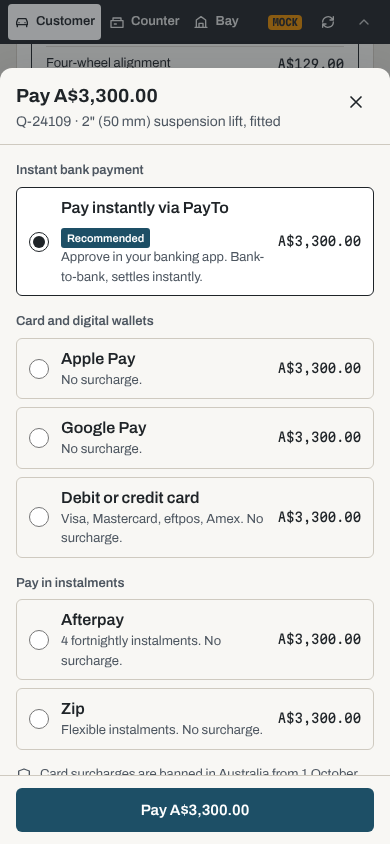 Customer
Counter
Bay
MOCK
Four-wheel alignment
A$129.00
Pay A$3,300.00
Q-24109 · 2" (50 mm) suspension lift, fitted
Instant bank payment
Pay instantly via PayTo
Recommended
A$3,300.00
Approve in your banking app. Bank-
to-bank, settles instantly.
Card and digital wallets
Apple Pay
No surcharge.
A$3,300.00
Google Pay
No surcharge.
A$3,300.00
Debit or credit card
Visa, Mastercard, eftpos, Amex. No
surcharge.
A$3,300.00
Pay in instalments
Afterpay
4 fortnightly instalments. No
surcharge.
A$3,300.00
Zip
Flexible instalments. No surcharge.
A$3,300.00
Card surcharges are banned in Australia from 1 October
Pay A$3,300.00